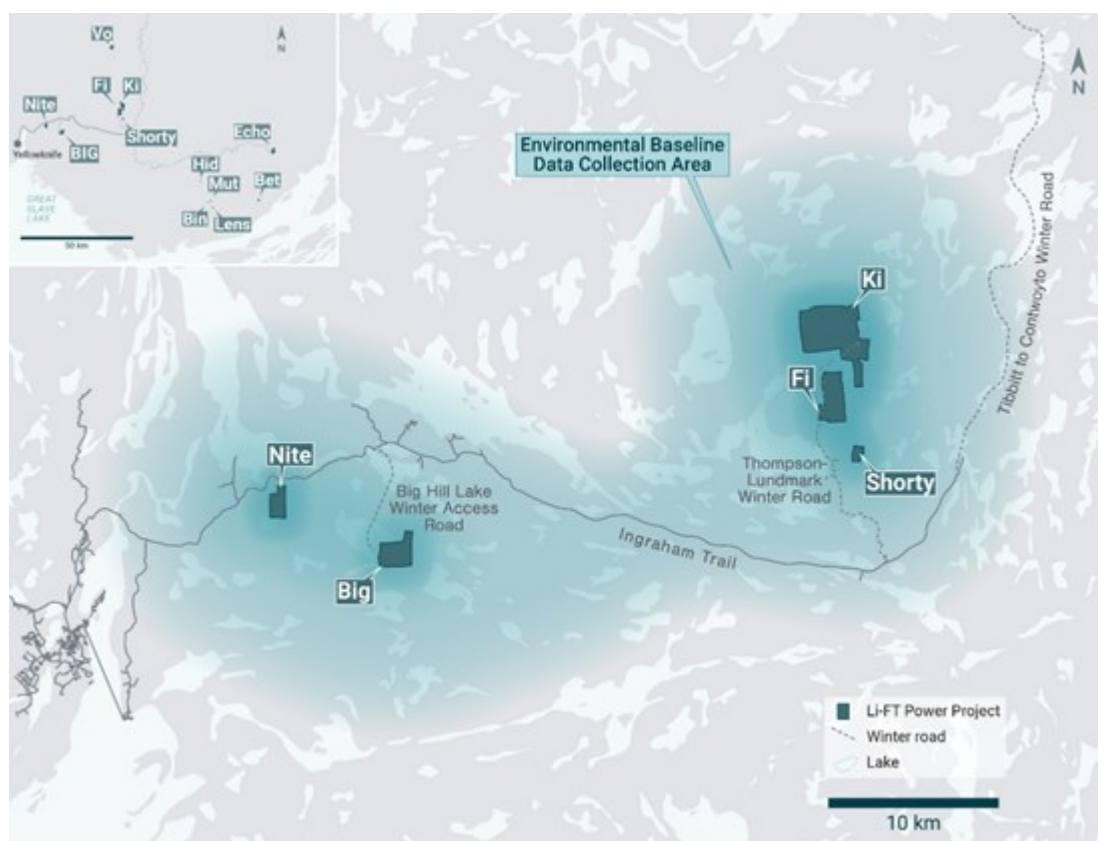 Vo
N
Fi
Ki
Nite
Shorty
Echo
Yellowknife
BIG
Hid
Mut
Bet
GREAT
SLAVE
LAKE
Bin
Lens
50 km
Environmental Baseline
Data Collection Area
N
Ki
Tibbitt to Contwoyto Winter Road
Fi
Nite
Thompson-
Lundmark
Winter Road
Shorty
Big Hill Lake
Winter Access
Road
Ingraham Trail
Big
Li-FT Power Project
Winter road
Lake
10 km